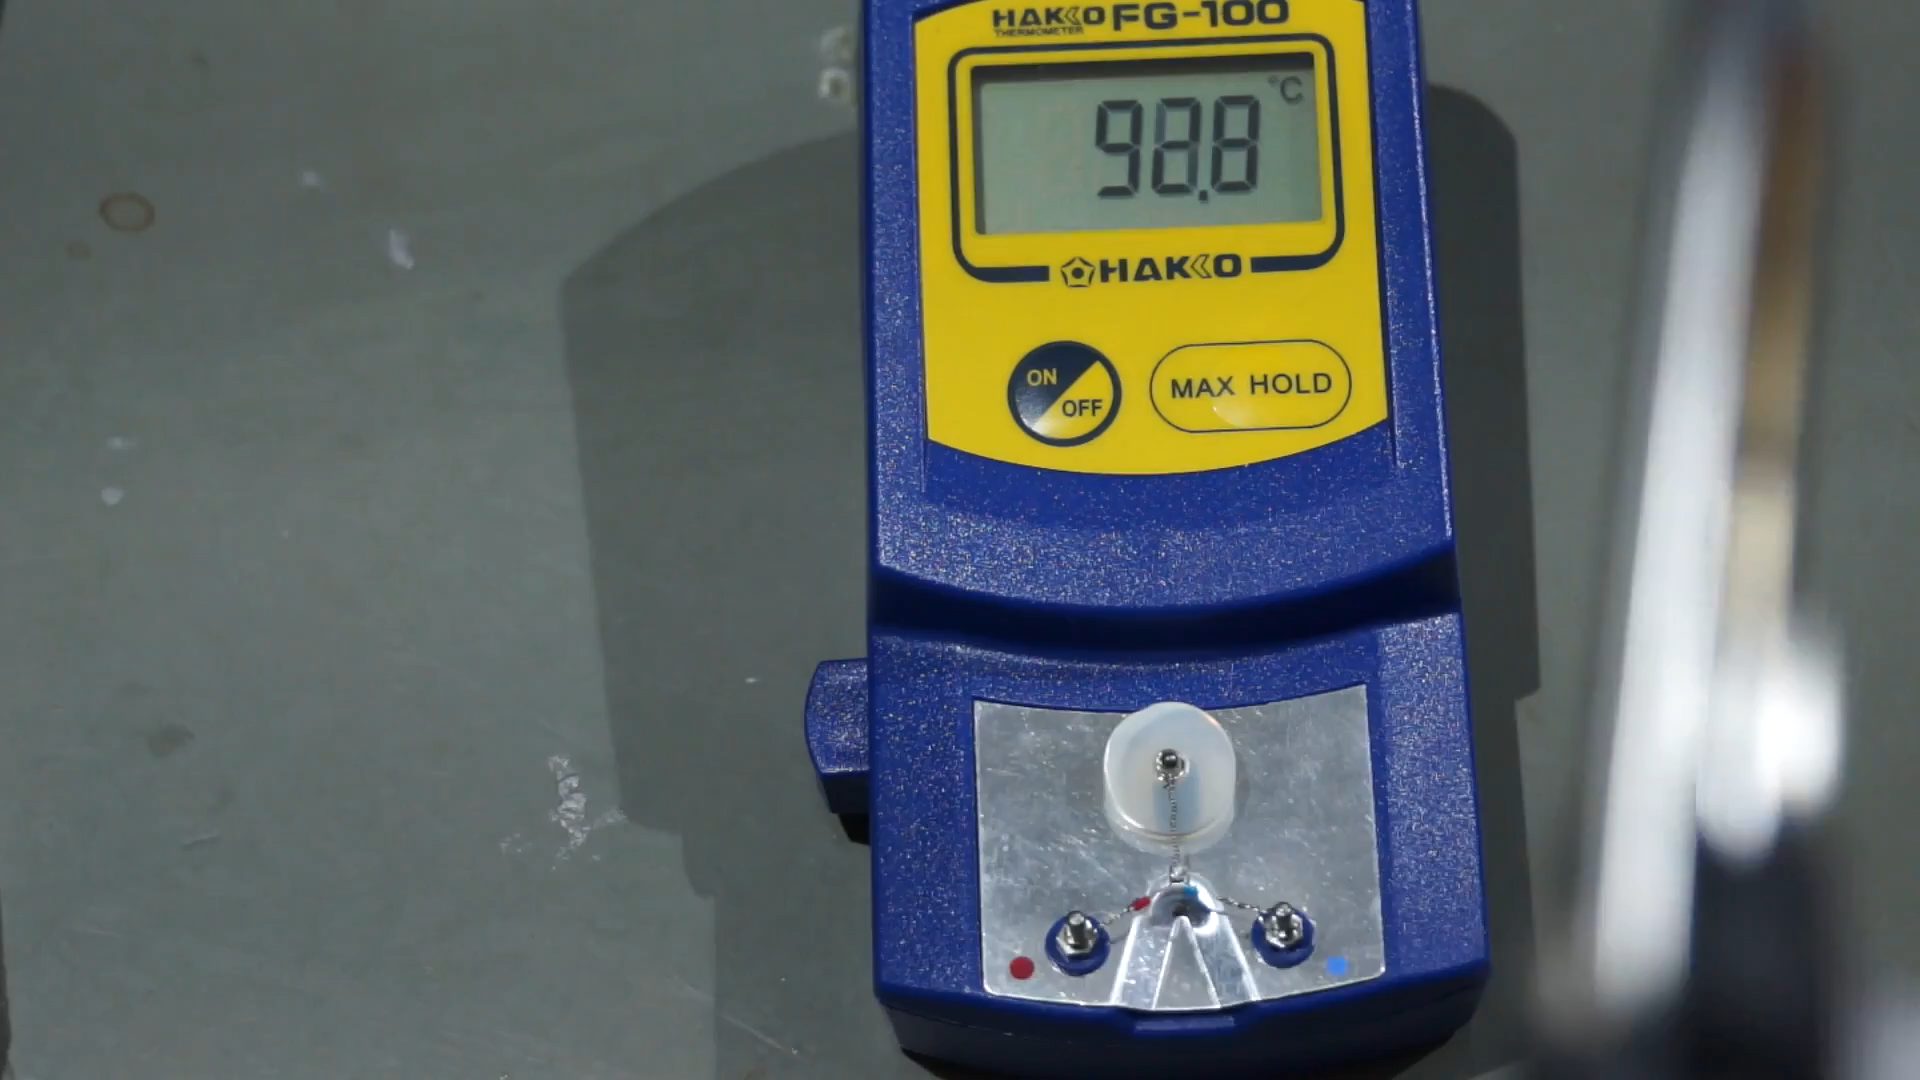 HAKKO FG-100
THERMOMETER
°C
98.8
HAKKO
ON
OFF
MAX HOLD